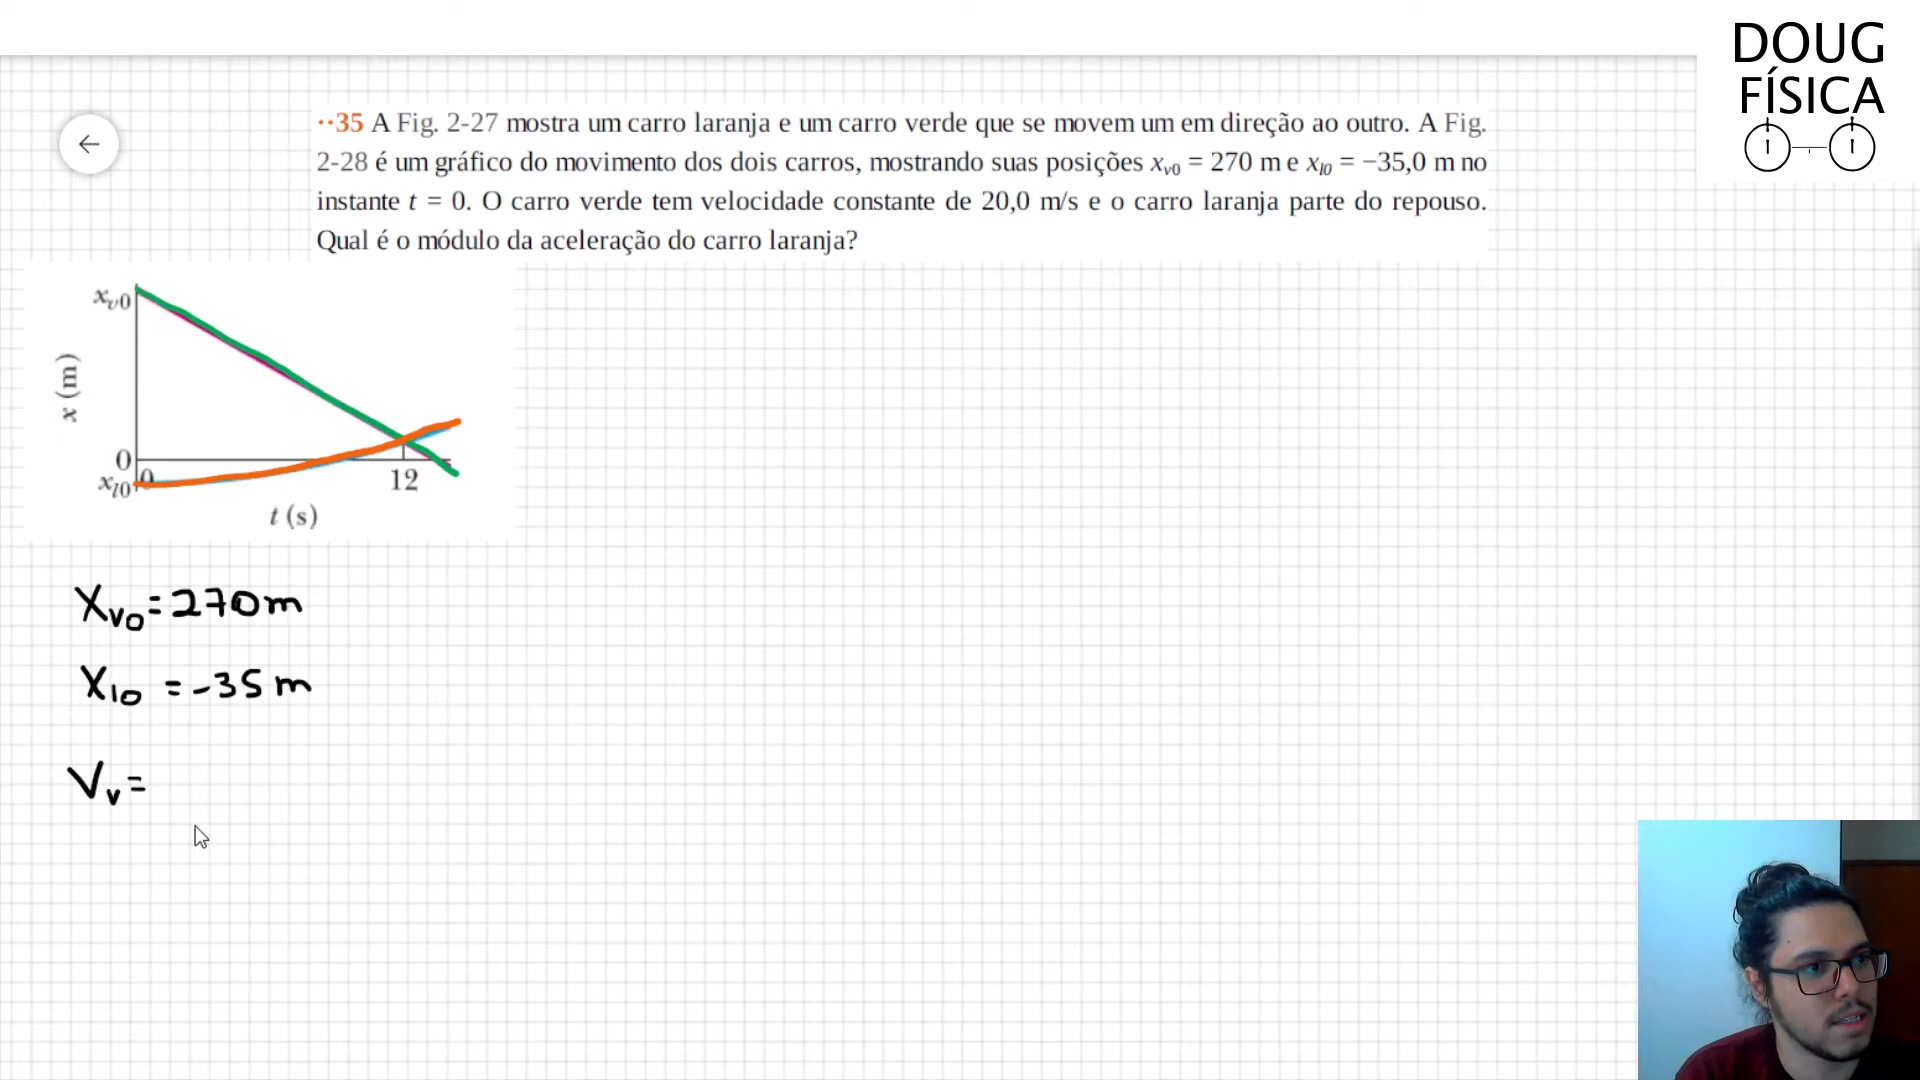 DOUG
FÍSICA
··35 A Fig. 2-27 mostra um carro laranja e um carro verde que se movem um em direção ao outro. A Fig.
2-28 é um gráfico do movimento dos dois carros, mostrando suas posições xv0 = 270 m e xl0 = −35,0 m no
instante t = 0. O carro verde tem velocidade constante de 20,0 m/s e o carro laranja parte do repouso.
Qual é o módulo da aceleração do carro laranja?
xv0
x (m)
0
xl0
0
12
t (s)
Xv0=270m
Xl0 =-35 m
Vv=